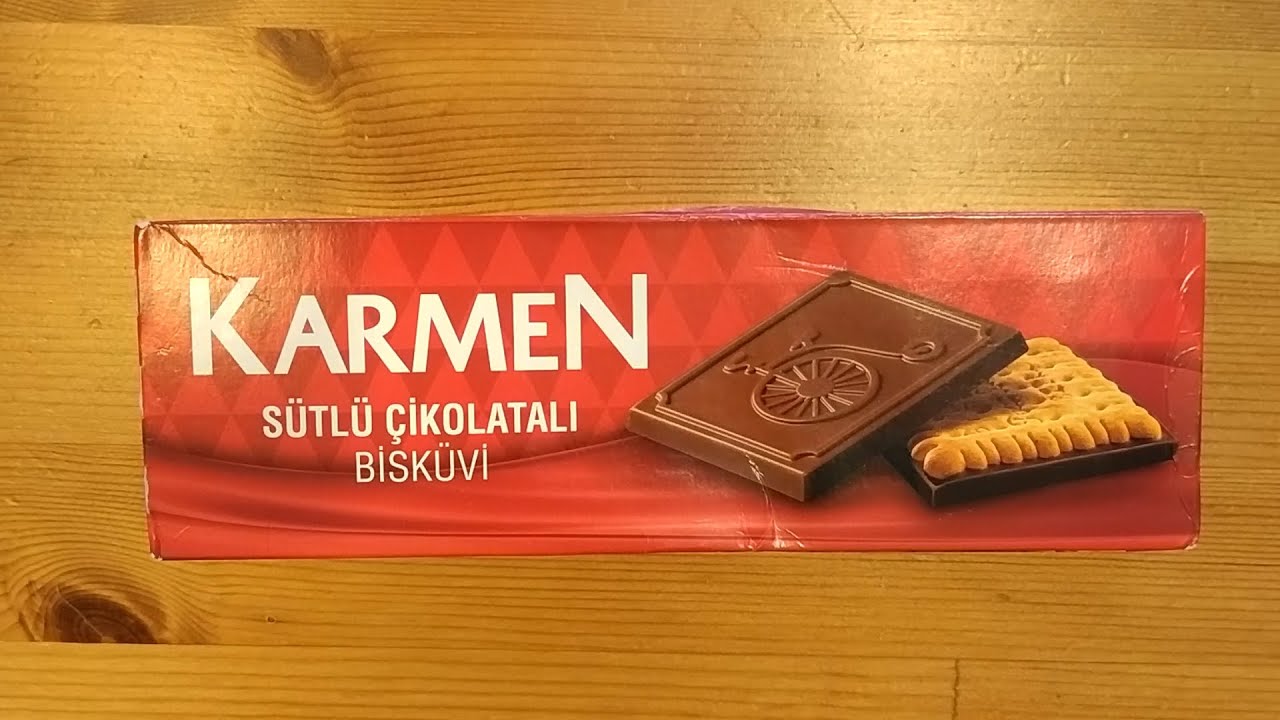 KARMEN
SÜTLÜ ÇİKOLATALI
BİSKÜVİ